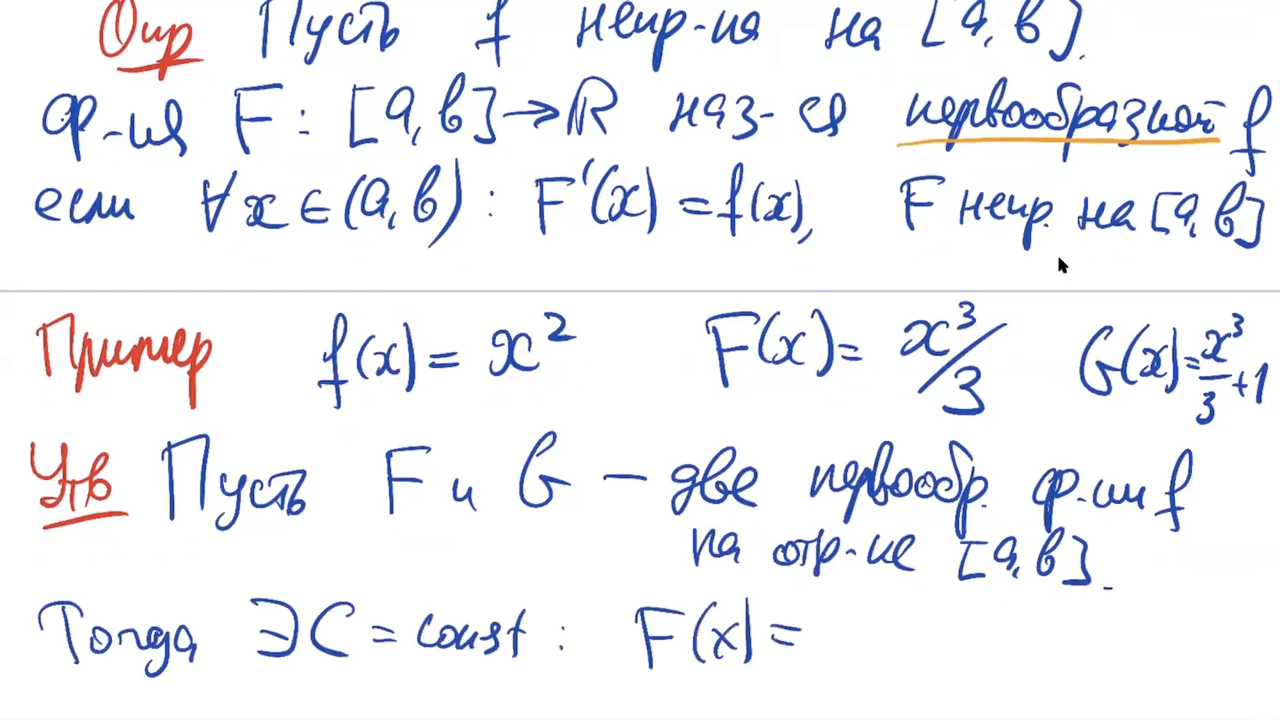 Опр Пусть f непр-на на [a, b].
ф-ия F: [a, b] → ℝ наз-ся первообразной f
если ∀x ∈ (a, b): F'(x) = f(x), F непр. на [a, b]
Пример f(x) = x² F(x) = x³/3 G(x) = x³/3 + 1
Утв Пусть F и G — две первообр. ф-ии f
на отр-ке [a, b].
Тогда ∃C = const : F(x) =